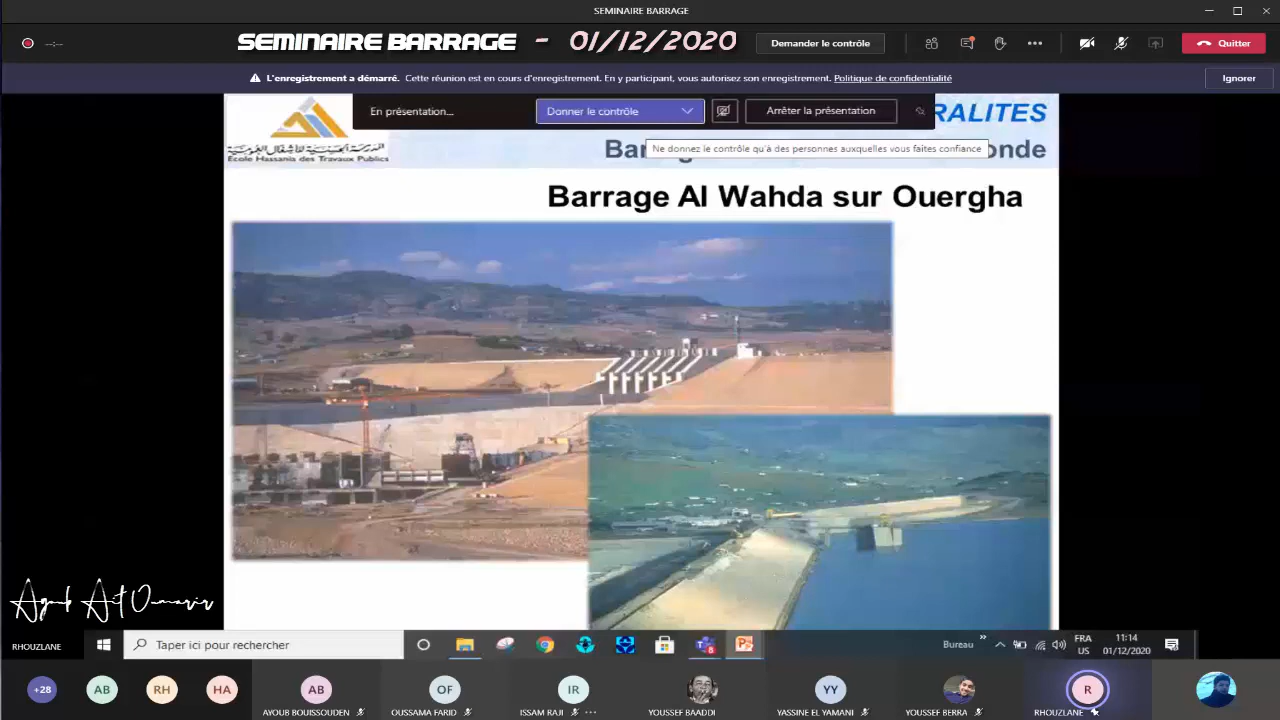 SEMINAIRE BARRAGE
--:--
SEMINAIRE BARRAGE - 01/12/2020
Demander le contrôle
Quitter
L'enregistrement a démarré. Cette réunion est en cours d'enregistrement. En y participant, vous autorisez son enregistrement. Politique de confidentialité
Ignorer
En présentation...
Donner le contrôle
Arrêter la présentation
RALITES
المدرسة الحسنية للأشغال العمومية
Ecole Hassania des Travaux Publics
Ne donnez le contrôle qu'à des personnes auxquelles vous faites confiance
onde
Barrage Al Wahda sur Ouergha
RHOUZLANE
Taper ici pour rechercher
8
Bureau
FRA
US
11:14
01/12/2020
+28
AB
RH
HA
AB
OF
IR
YY
R
AYOUB BOUISSOUDEN
OUSSAMA FARID
ISSAM RAJI
YOUSSEF BAADDI
YASSINE EL YAMANI
YOUSSEF BERRA
RHOUZLANE